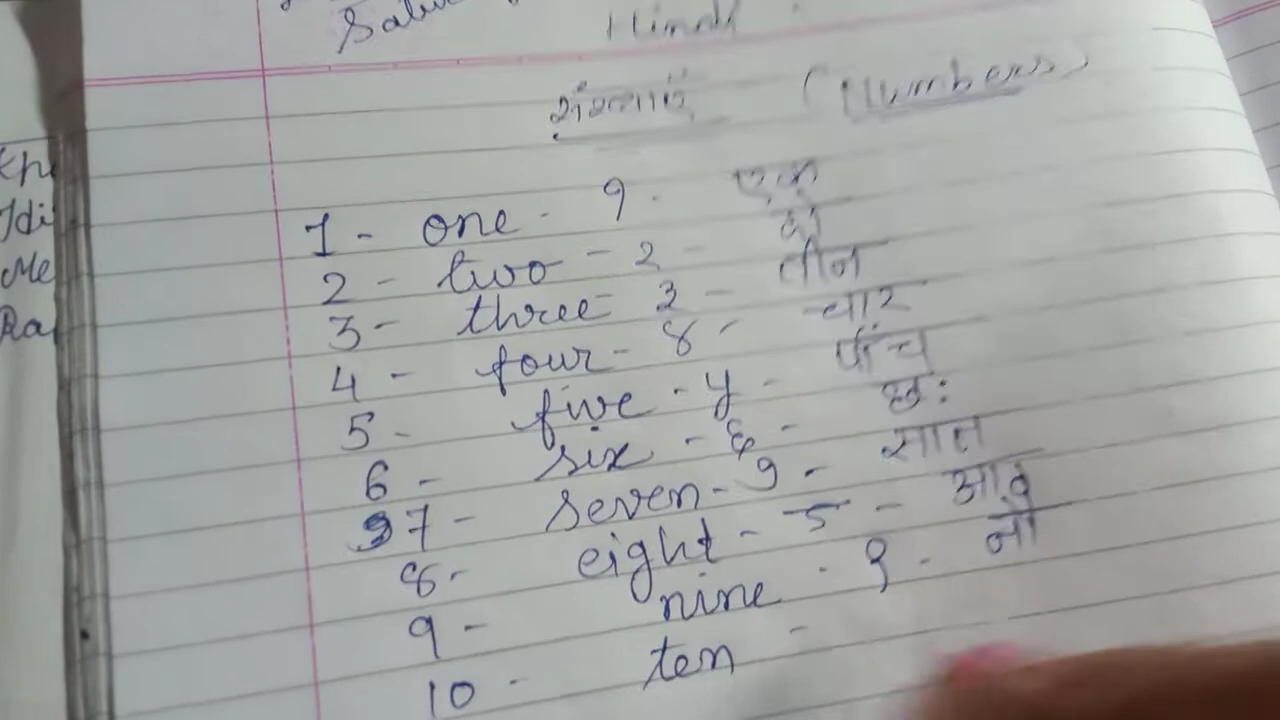 Hindi
संख्याएँ (Numbers)
1 - one - १ - एक
2 - two - २ - दो
3 - three - ३ - तीन
4 - four - ४ - चार
5 - five - ५ - पाँच
6 - six - ६ - छः
7 - seven - ७ - सात
8 - eight - ८ - आठ
9 - nine - ९ - नौ
10 - ten -